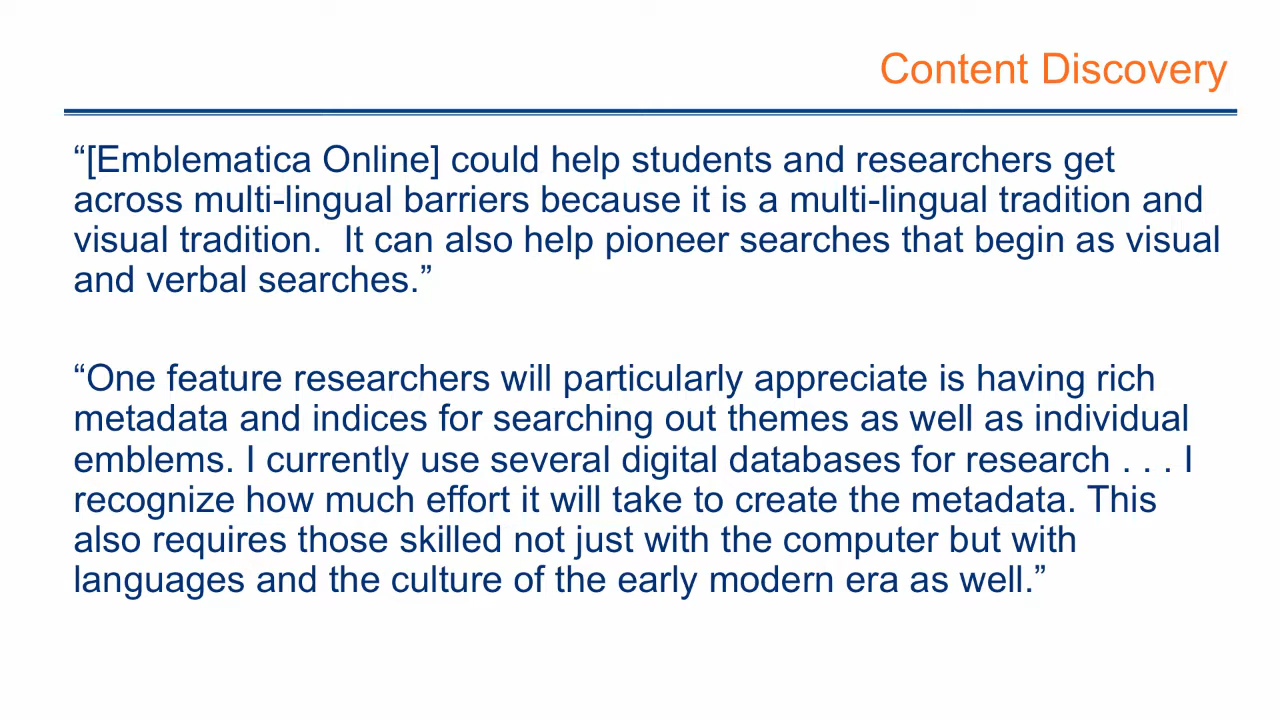 Content Discovery
“[Emblematica Online] could help students and researchers get
across multi-lingual barriers because it is a multi-lingual tradition and
visual tradition.  It can also help pioneer searches that begin as visual
and verbal searches.”
“One feature researchers will particularly appreciate is having rich
metadata and indices for searching out themes as well as individual
emblems. I currently use several digital databases for research . . . I
recognize how much effort it will take to create the metadata. This
also requires those skilled not just with the computer but with
languages and the culture of the early modern era as well.”